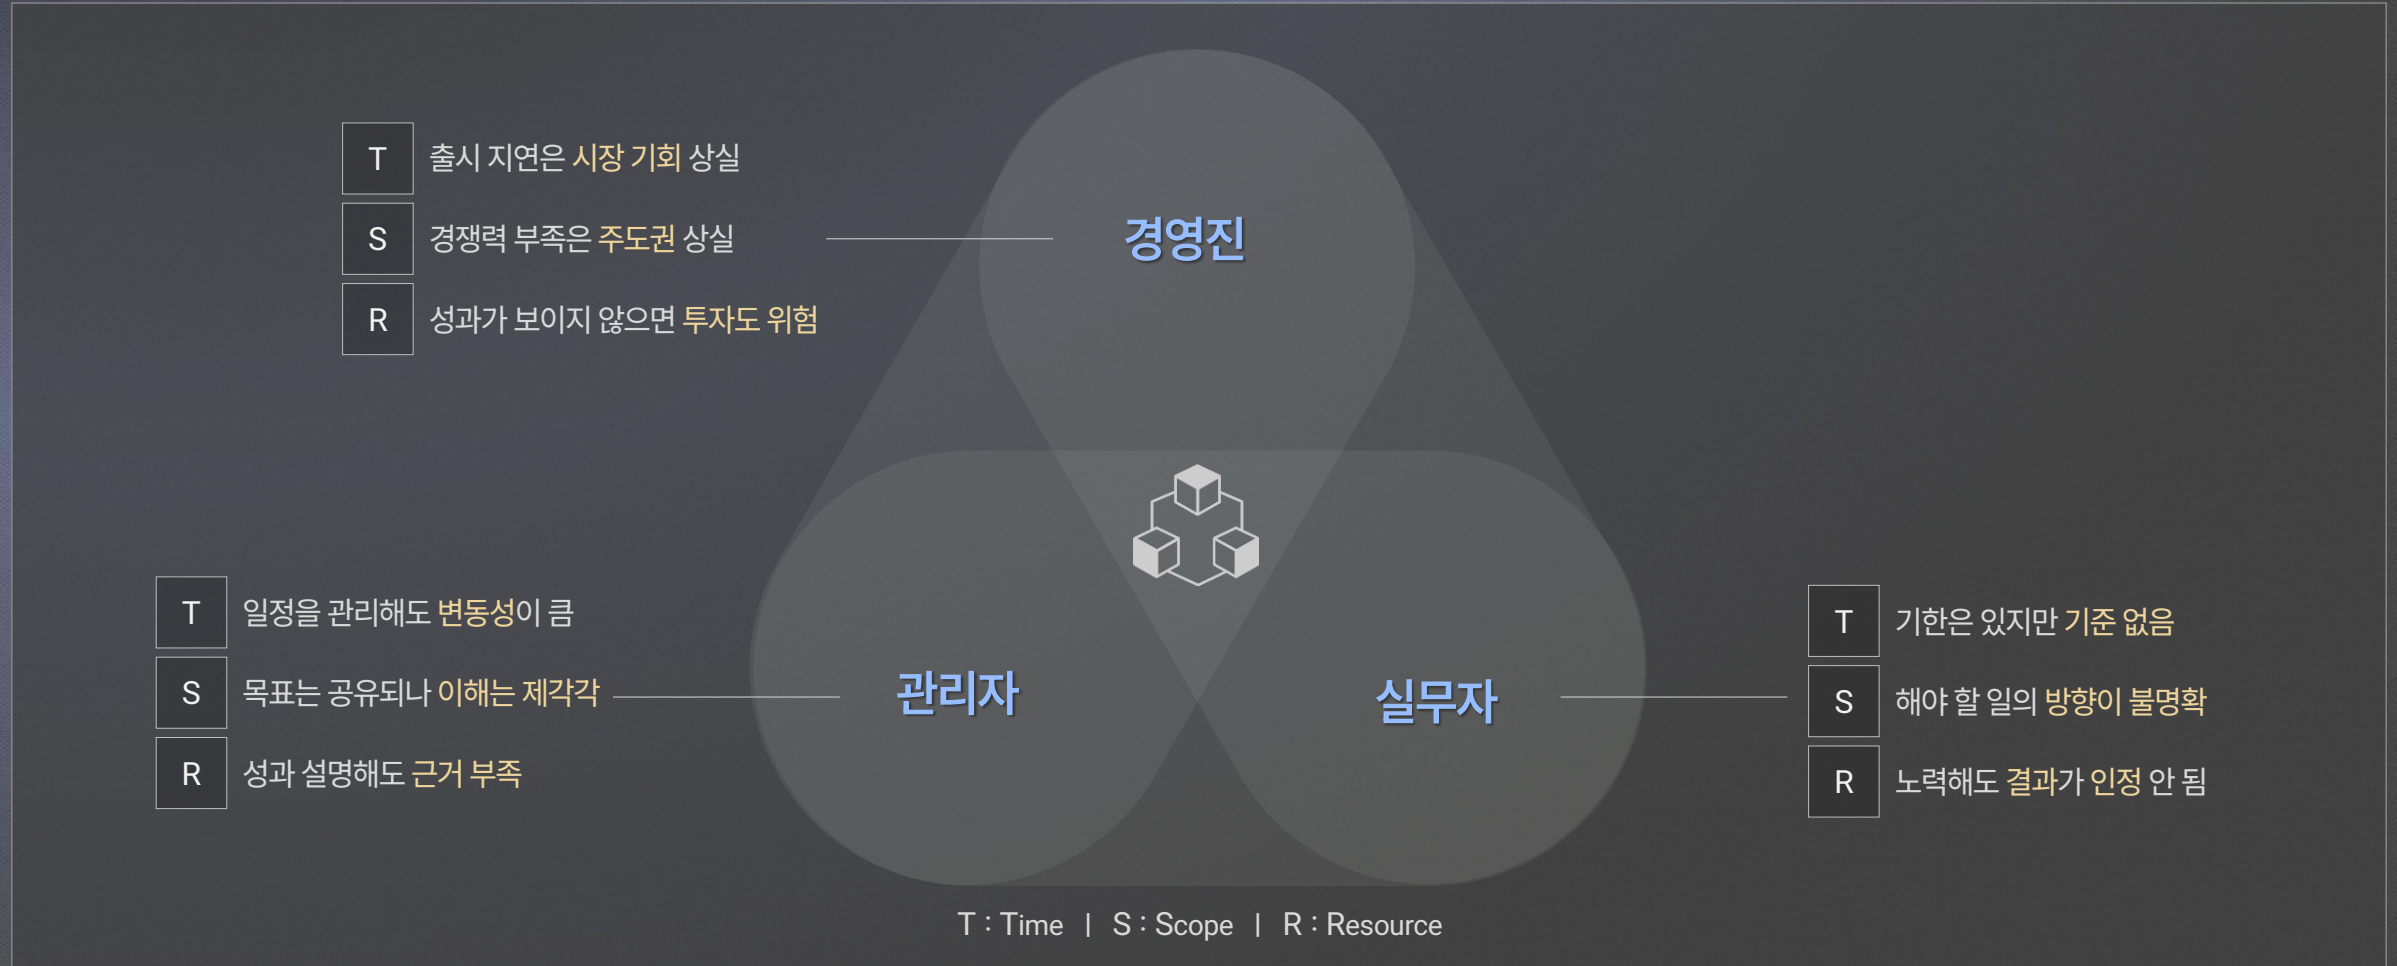 T 출시 지연은 시장 기회 상실
S 경쟁력 부족은 주도권 상실
R 성과가 보이지 않으면 투자도 위험
경영진
T 일정을 관리해도 변동성이 큼
S 목표는 공유되나 이해는 제각각
R 성과 설명해도 근거 부족
관리자
실무자
T 기한은 있지만 기준 없음
S 해야 할 일의 방향이 불명확
R 노력해도 결과가 인정 안 됨
T : Time | S : Scope | R : Resource